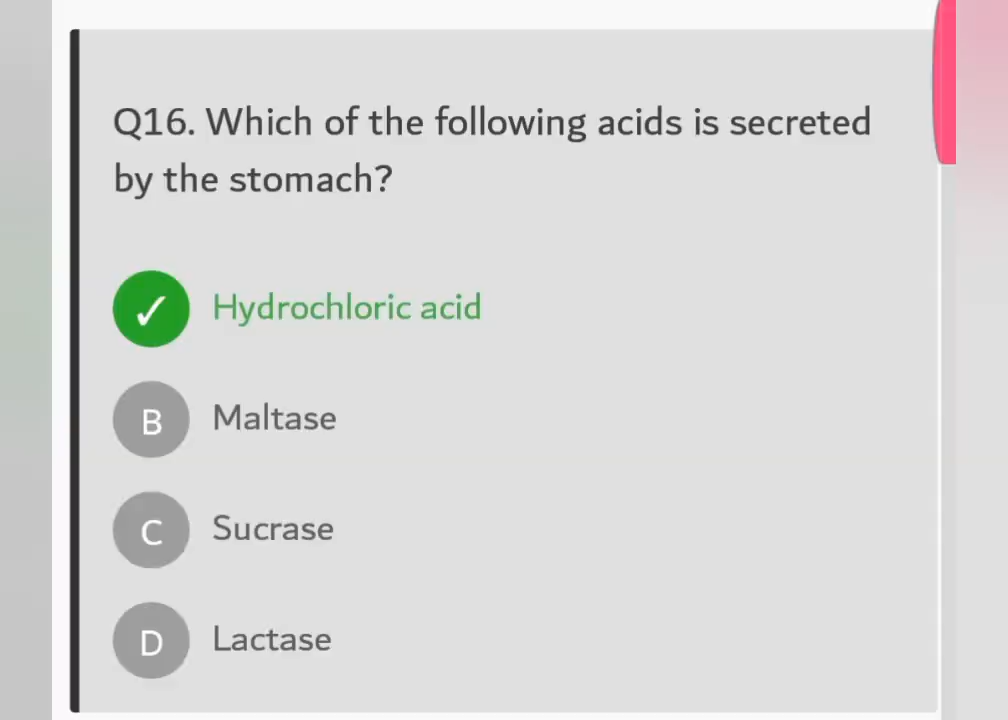 Q16. Which of the following acids is secreted
by the stomach?
✓ Hydrochloric acid
B Maltase
C Sucrase
D Lactase